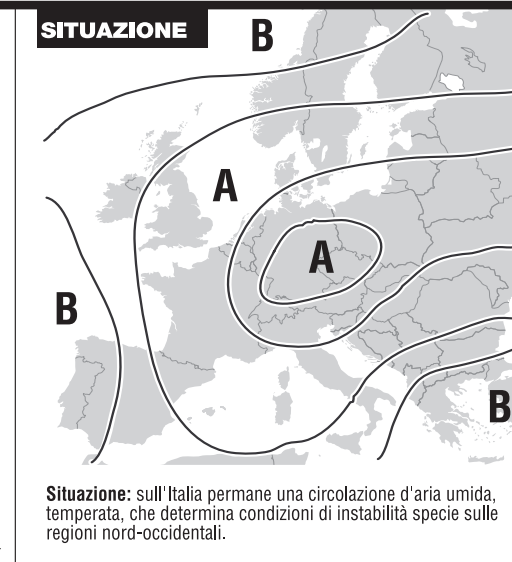 SITUAZIONE
B
A
A
B
B
Situazione: sull'Italia permane una circolazione d'aria umida,
temperata, che determina condizioni di instabilità specie sulle
regioni nord-occidentali.